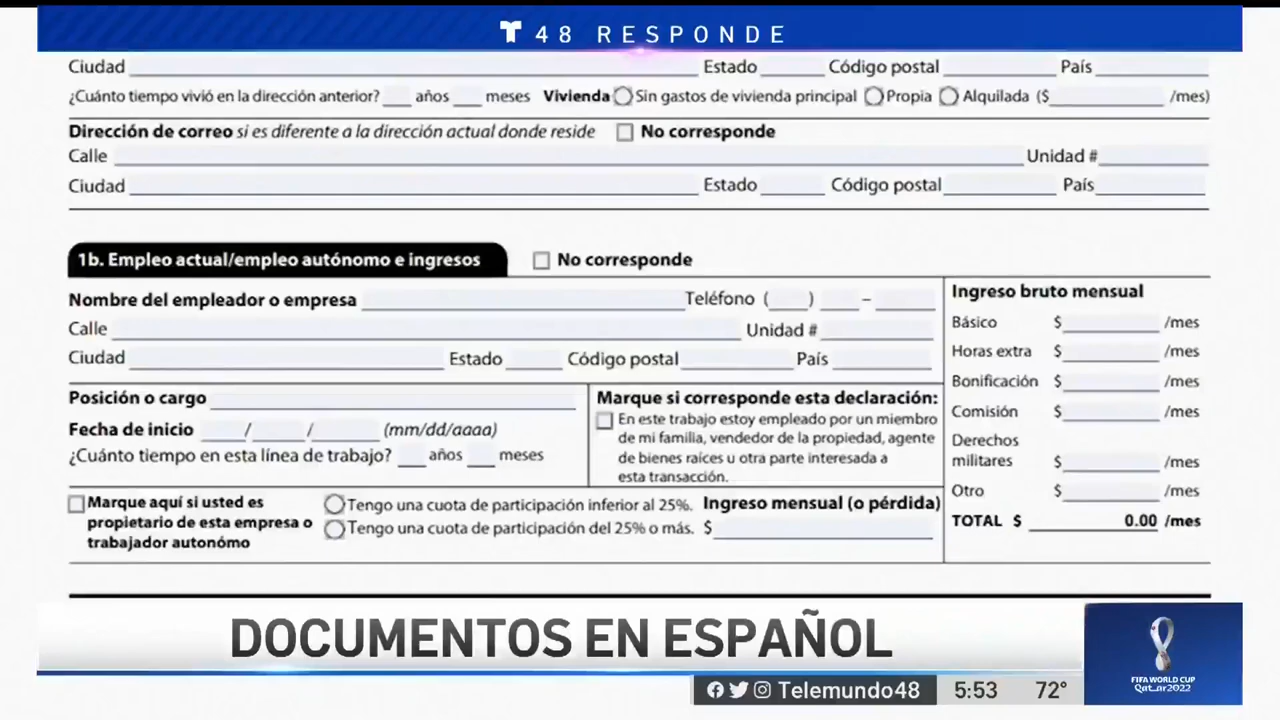 48 RESPONDE
Ciudad Estado Código postal País
¿Cuánto tiempo vivió en la dirección anterior? años meses Vivienda Sin gastos de vivienda principal Propia Alquilada ($ /mes)
Dirección de correo si es diferente a la dirección actual donde reside No corresponde
Calle Unidad #
Ciudad Estado Código postal País
1b. Empleo actual/empleo autónomo e ingresos No corresponde
Nombre del empleador o empresa Teléfono ( ) –
Calle Unidad #
Ciudad Estado Código postal País
Posición o cargo
Fecha de inicio / / (mm/dd/aaaa)
¿Cuánto tiempo en esta línea de trabajo? años meses
Marque si corresponde esta declaración:
En este trabajo estoy empleado por un miembro
de mi familia, vendedor de la propiedad, agente
de bienes raíces u otra parte interesada a
esta transacción.
Marque aquí si usted es
propietario de esta empresa o
trabajador autonómo
Tengo una cuota de participación inferior al 25%.
Tengo una cuota de participación del 25% o más.
Ingreso mensual (o pérdida)
$
Ingreso bruto mensual
Básico $ /mes
Horas extra $ /mes
Bonificación $ /mes
Comisión $ /mes
Derechos
militares $ /mes
Otro $ /mes
TOTAL $ 0.00 /mes
DOCUMENTOS EN ESPAÑOL
FIFA WORLD CUP
Qatar2022
Telemundo48 5:53 72°